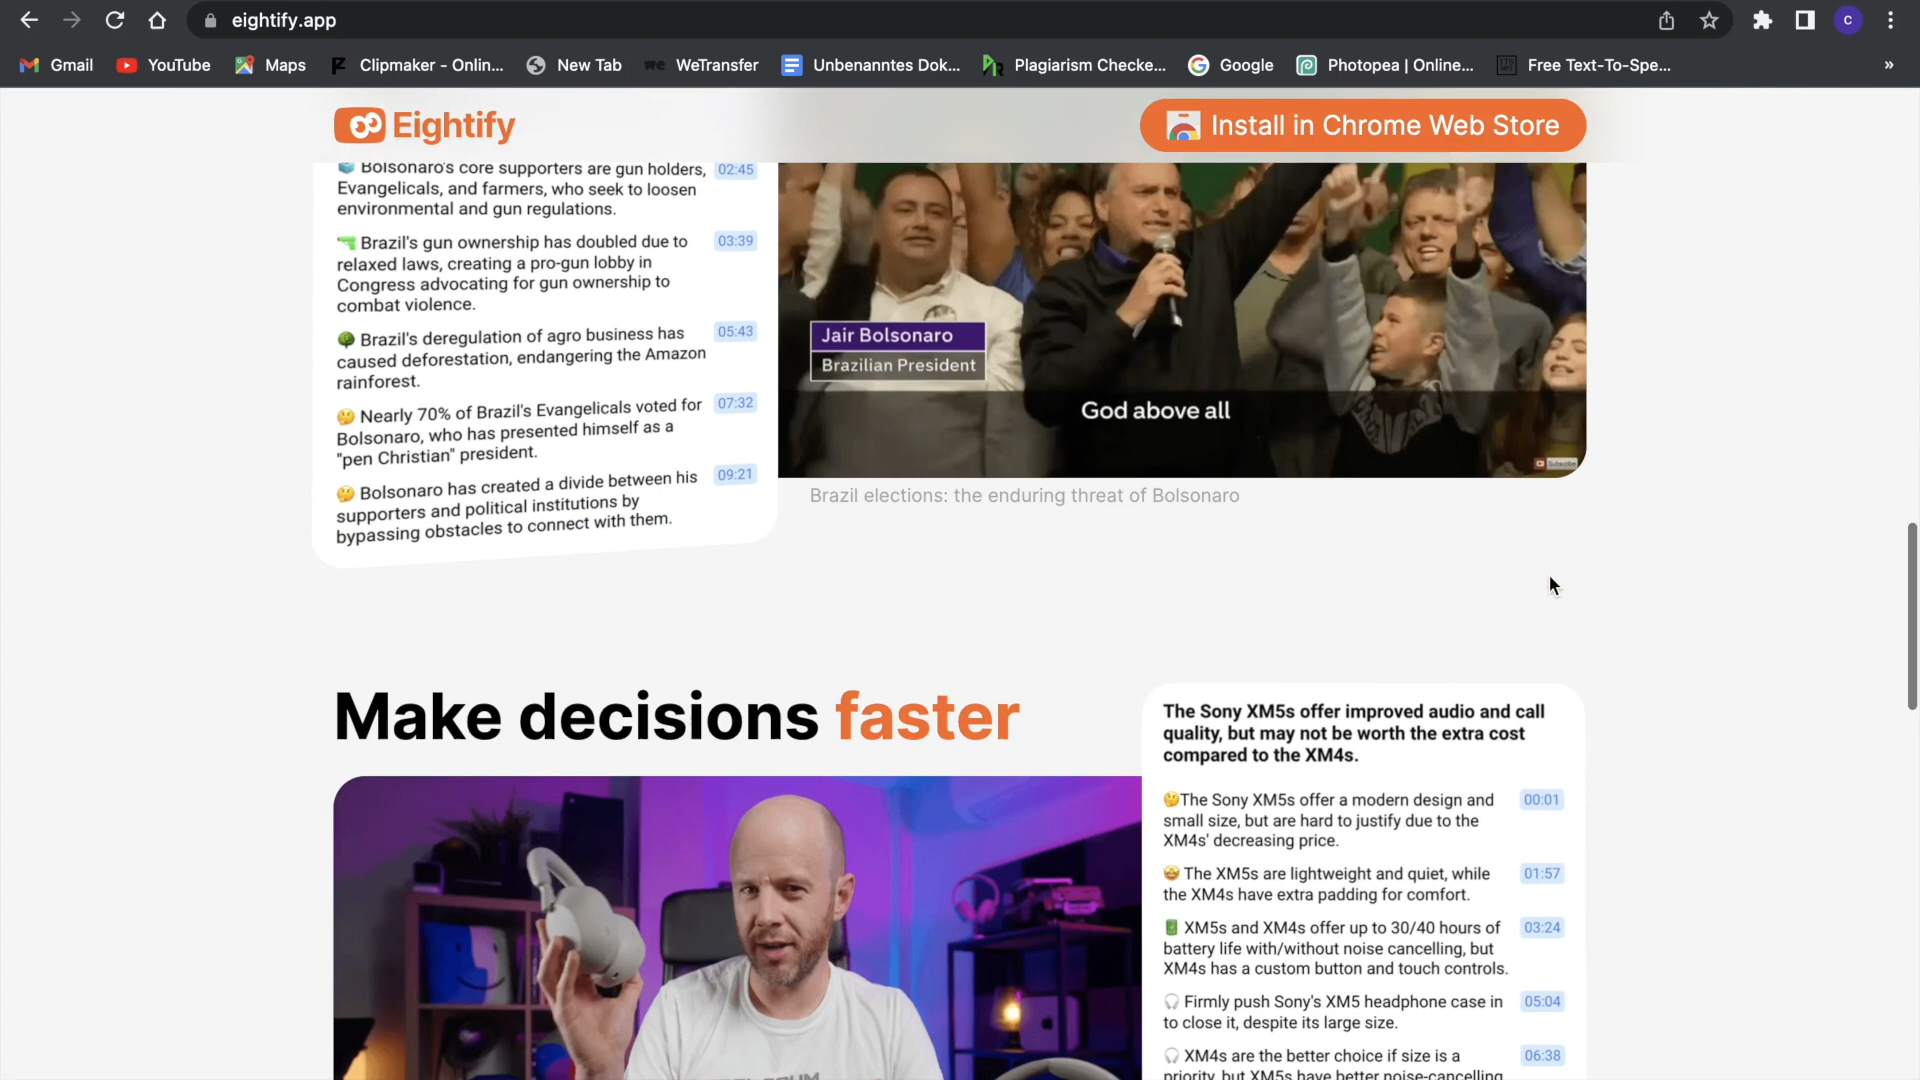 eightify.app
C
Gmail
YouTube
Maps
Clipmaker - Onlin...
New Tab
we
WeTransfer
Unbenanntes Dok...
Plagiarism Checke...
Google
Photopea | Online...
Free Text-To-Spe...
»
Eightify
Install in Chrome Web Store
Bolsonaro's core supporters are gun holders,
Evangelicals, and farmers, who seek to loosen
environmental and gun regulations.
02:45
Brazil's gun ownership has doubled due to
relaxed laws, creating a pro-gun lobby in
Congress advocating for gun ownership to
combat violence.
03:39
Brazil's deregulation of agro business has
caused deforestation, endangering the Amazon
rainforest.
05:43
Nearly 70% of Brazil's Evangelicals voted for
Bolsonaro, who has presented himself as a
"pen Christian" president.
07:32
Bolsonaro has created a divide between his
supporters and political institutions by
bypassing obstacles to connect with them.
09:21
Jair Bolsonaro
Brazilian President
God above all
Subscribe
Brazil elections: the enduring threat of Bolsonaro
Make decisions faster
The Sony XM5s offer improved audio and call
quality, but may not be worth the extra cost
compared to the XM4s.
The Sony XM5s offer a modern design and
small size, but are hard to justify due to the
XM4s' decreasing price.
00:01
The XM5s are lightweight and quiet, while
the XM4s have extra padding for comfort.
01:57
XM5s and XM4s offer up to 30/40 hours of
battery life with/without noise cancelling, but
XM4s has a custom button and touch controls.
03:24
Firmly push Sony's XM5 headphone case in
to close it, despite its large size.
05:04
XM4s are the better choice if size is a
priority, but XM5s have better noise-cancelling
06:38